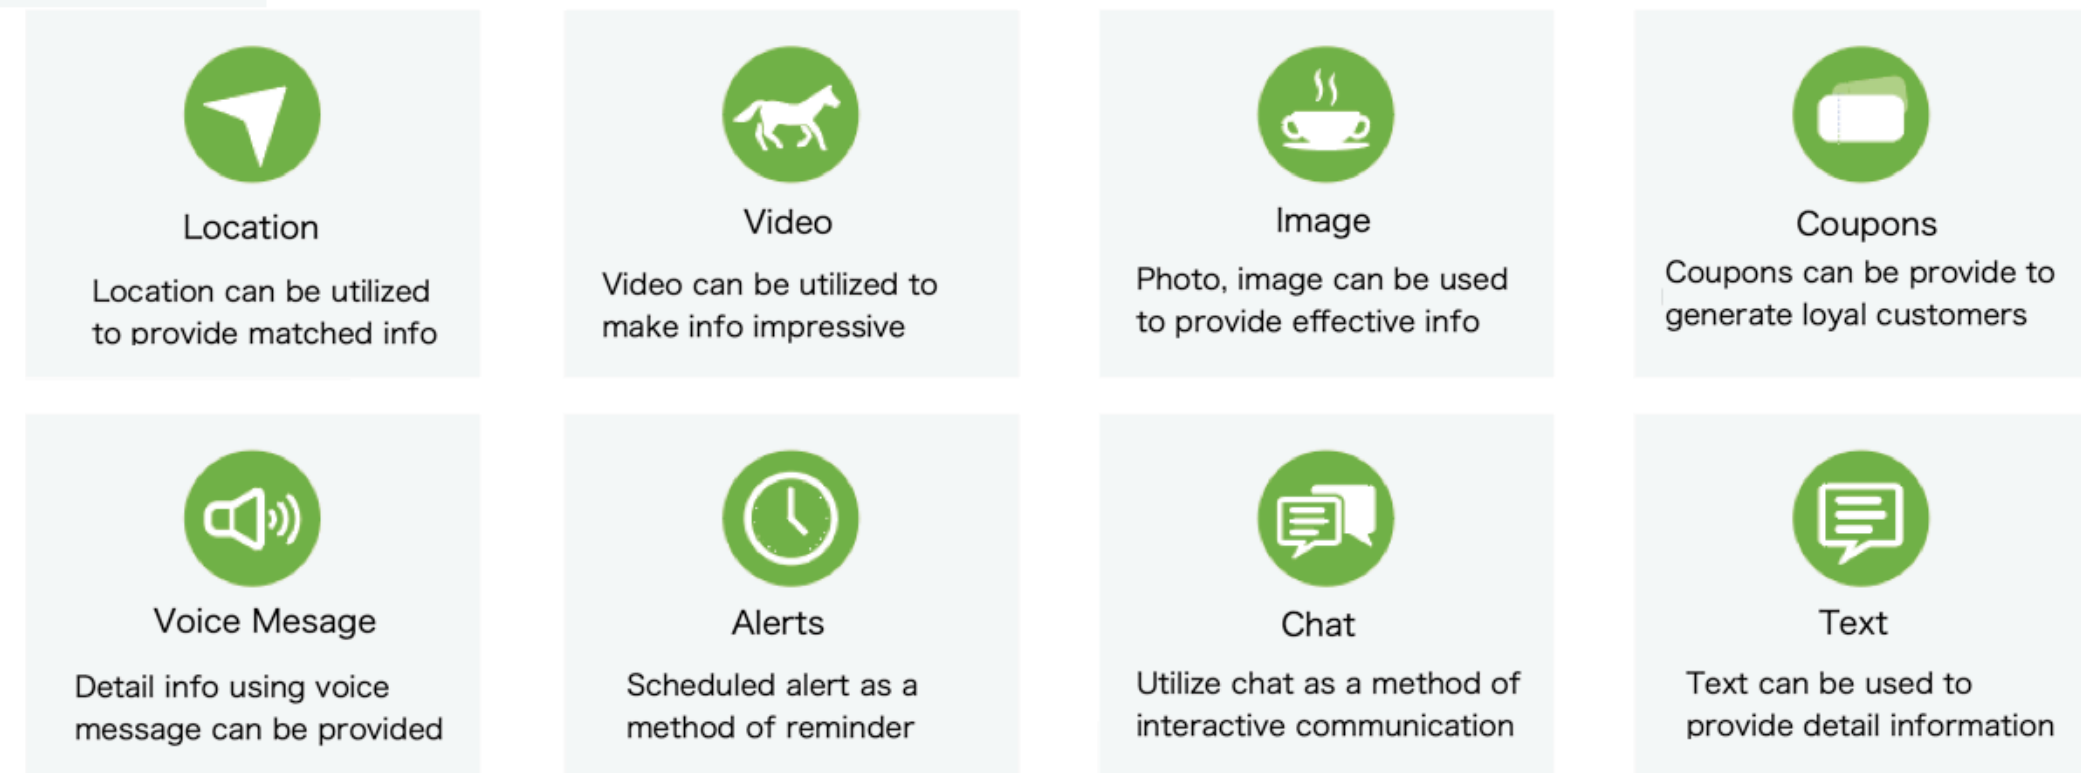 Location
Location can be utilized
to provide matched info
Video
Video can be utilized to
make info impressive
Image
Photo, image can be used
to provide effective info
Coupons
Coupons can be provide to
generate loyal customers
Voice Mesage
Detail info using voice
message can be provided
Alerts
Scheduled alert as a
method of reminder
Chat
Utilize chat as a method of
interactive communication
Text
Text can be used to
provide detail information